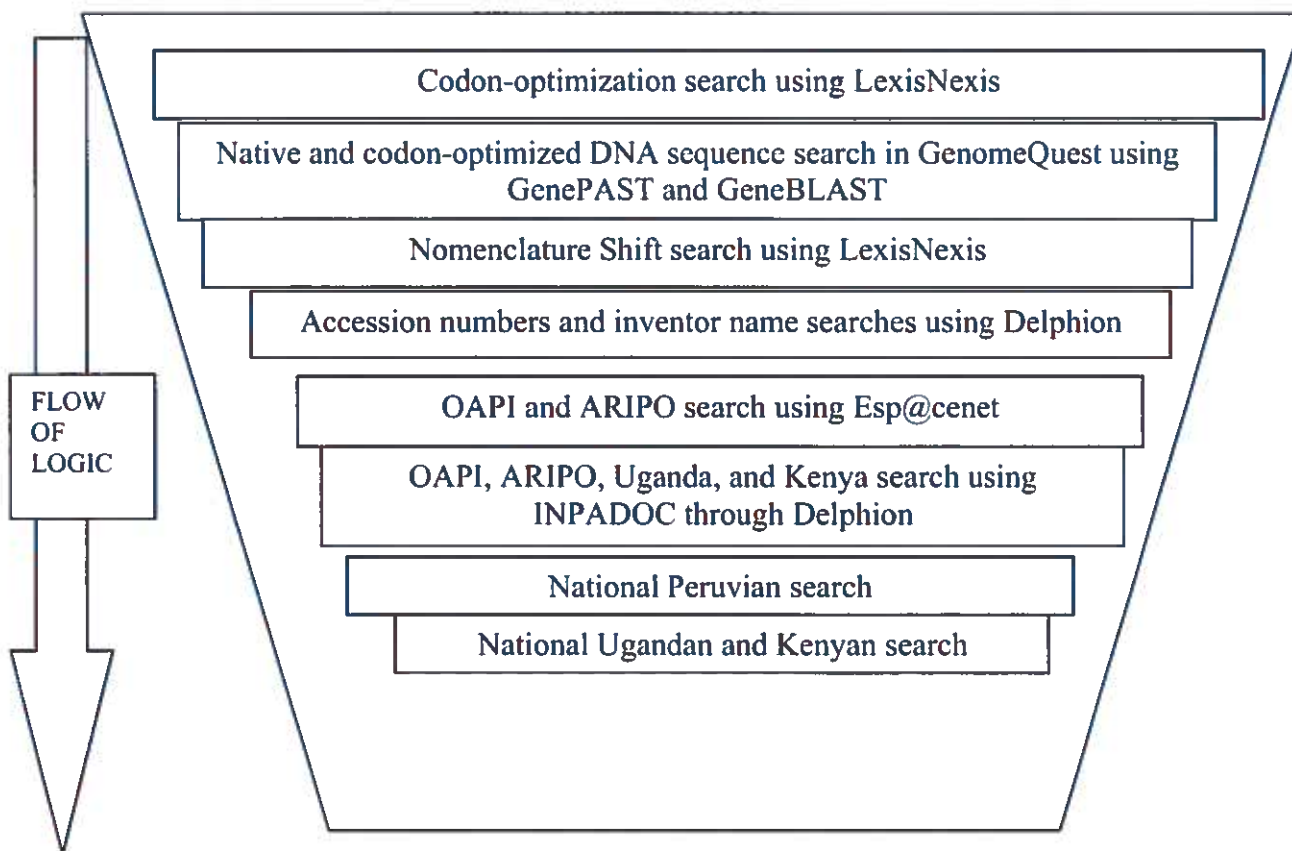 Codon-optimization search using LexisNexis
Native and codon-optimized DNA sequence search in GenomeQuest using
GenePAST and GeneBLAST
Nomenclature Shift search using LexisNexis
Accession numbers and inventor name searches using Delphion
FLOW
OF
LOGIC
OAPI and ARIPO search using Esp@cenet
OAPI, ARIPO, Uganda, and Kenya search using
INPADOC through Delphion
National Peruvian search
National Ugandan and Kenyan search